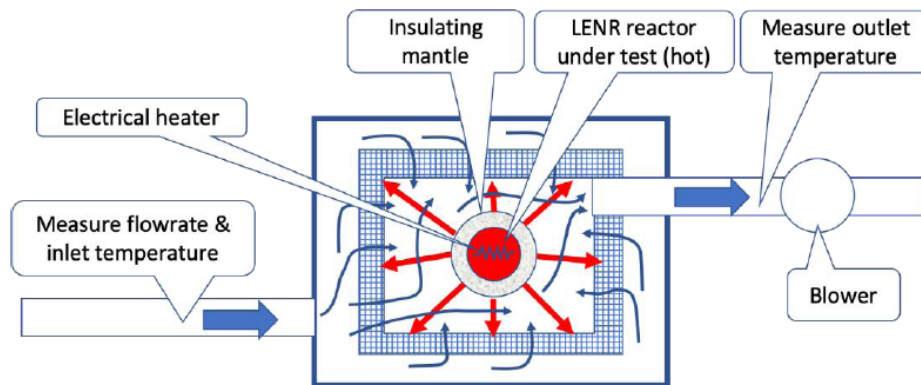 Insulating
mantle
LENR reactor
under test (hot)
Measure outlet
temperature
Electrical heater
Measure flowrate &
inlet temperature
Blower